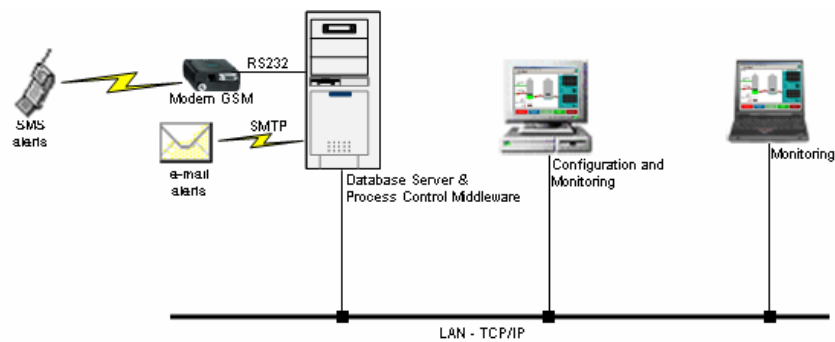 RS232
Modem GSM
SMS
alerts
SMTP
e-mail
alerts
Database Server &
Process Control Middleware
Configuration and
Monitoring
Monitoring
LAN - TCP/IP